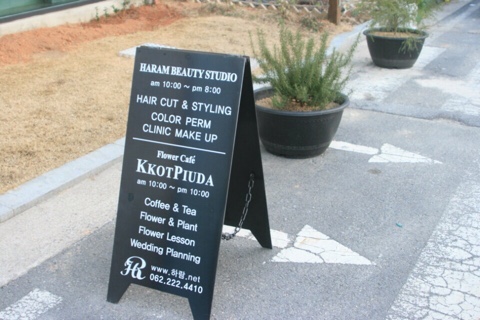 HARAM BEAUTY STUDIO
am 10:00 ~ pm 8:00
HAIR CUT & STYLING
COLOR PERM
CLINIC MAKE UP
Flower Café
KKOTPIUDA
am 10:00 ~ pm 10:00
Coffee & Tea
Flower & Plant
Flower Lesson
Wedding Planning
www.하람.net
062.222.4410